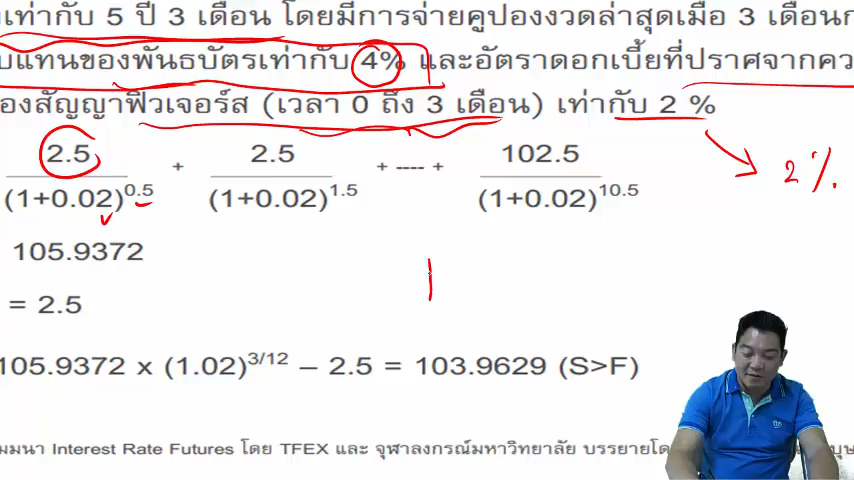 เท่ากับ 5 ปี 3 เดือน โดยมีการจ่ายคูปองงวดล่าสุดเมื่อ 3 เดือน
บแทนของพันธบัตรเท่ากับ 4% และอัตราดอกเบี้ยที่ปราศจากคว
องสัญญาฟิวเจอร์ส (เวลา 0 ถึง 3 เดือน) เท่ากับ 2 %
2.5 + 2.5 + ---- + 102.5 2 %.
(1+0.02)^0.5 (1+0.02)^1.5 (1+0.02)^10.5
105.9372
= 2.5
105.9372 x (1.02)^3/12 – 2.5 = 103.9629 (S>F)
มมนา Interest Rate Futures โดย TFEX และ จุฬาลงกรณ์มหาวิทยาลัย บรรยายโด